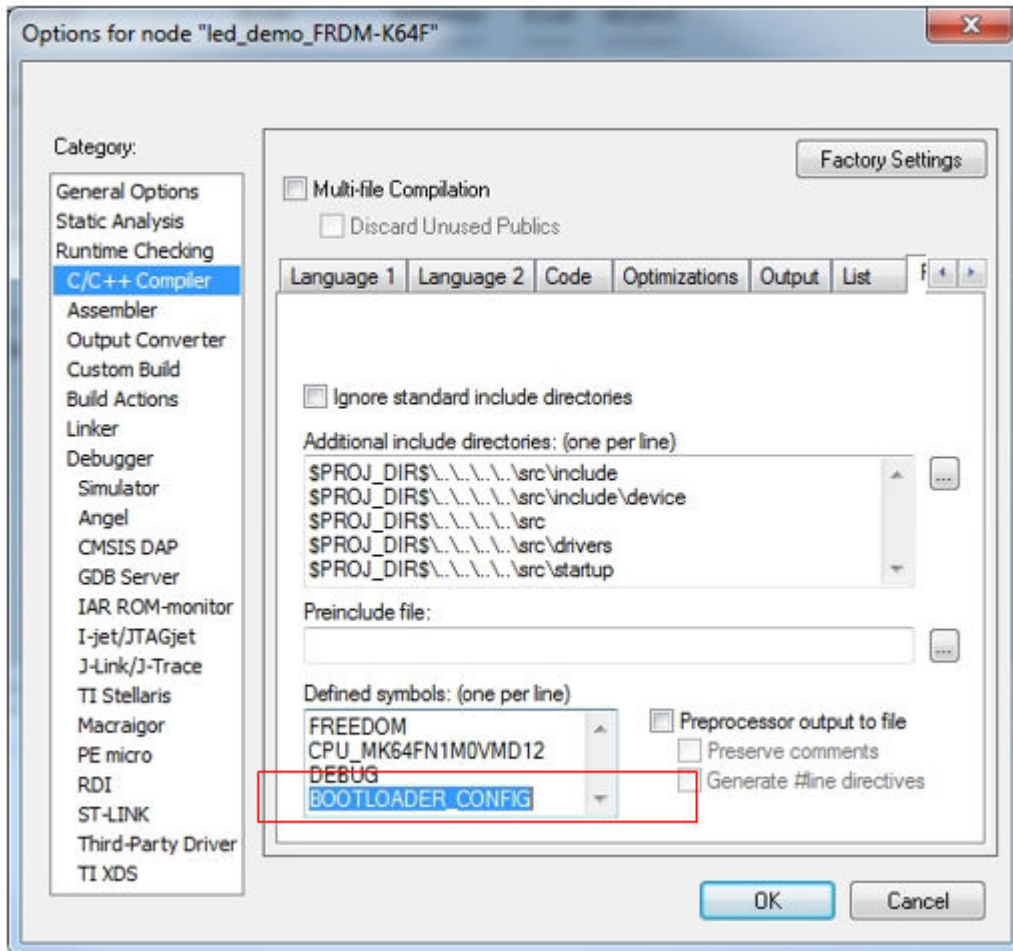 Options for node "led_demo_FRDM-K64F"
Category:
General Options
Static Analysis
Runtime Checking
C/C++ Compiler
Assembler
Output Converter
Custom Build
Build Actions
Linker
Debugger
Simulator
Angel
CMSIS DAP
GDB Server
IAR ROM-monitor
I-jet/JTAGjet
J-Link/J-Trace
TI Stellaris
Macraigor
PE micro
RDI
ST-LINK
Third-Party Driver
TI XDS
Factory Settings
Multi-file Compilation
Discard Unused Publics
Language 1 Language 2 Code Optimizations Output List
Ignore standard include directories
Additional include directories: (one per line)
$PROJ_DIR$\..\..\..\..\src\include
$PROJ_DIR$\..\..\..\..\src\include\device
$PROJ_DIR$\..\..\..\..\src
$PROJ_DIR$\..\..\..\..\src\drivers
$PROJ_DIR$\..\..\..\..\src\startup
...
Preinclude file:
...
Defined symbols: (one per line)
FREEDOM
CPU_MK64FN1M0VMD12
DEBUG
BOOTLOADER_CONFIG
Preprocessor output to file
Preserve comments
Generate #line directives
OK Cancel